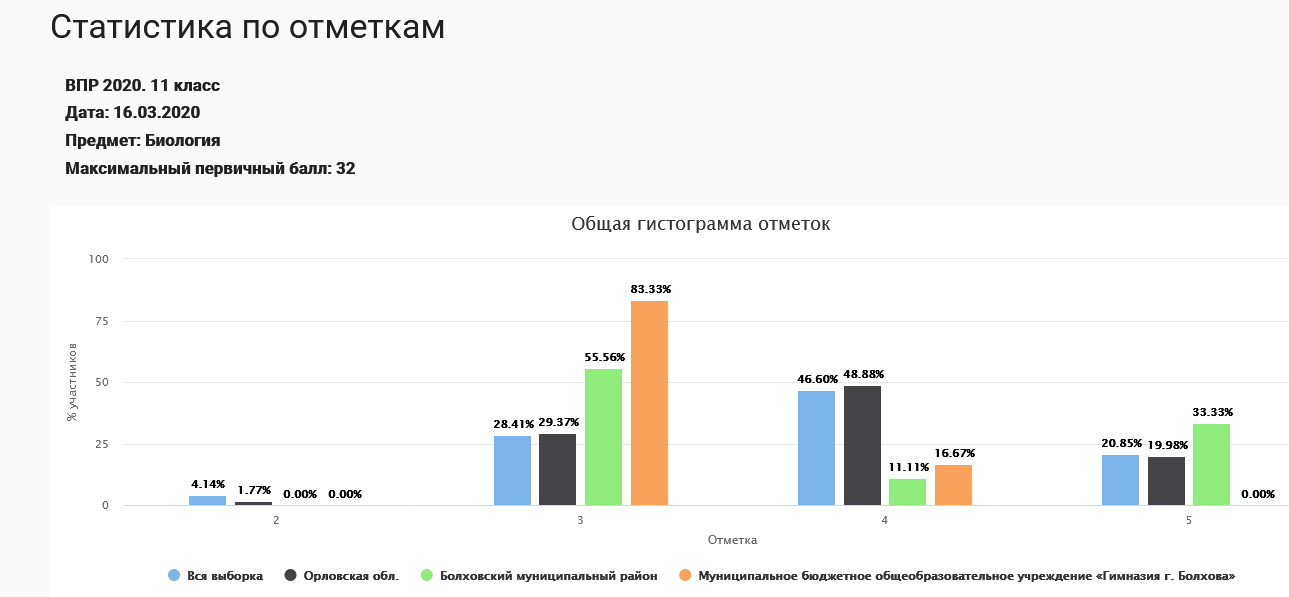 Статистика по отметкам
ВПР 2020. 11 класс
Дата: 16.03.2020
Предмет: Биология
Максимальный первичный балл: 32
Общая гистограмма отметок
100
75
50
25
0
% участников
4.14% 1.77% 0.00% 0.00%
28.41% 29.37% 55.56% 83.33%
46.60% 48.88% 11.11% 16.67%
20.85% 19.98% 33.33% 0.00%
2 3 4 5
Отметка
Вся выборка Орловская обл. Болховский муниципальный район Муниципальное бюджетное общеобразовательное учреждение «Гимназия г. Болхова»